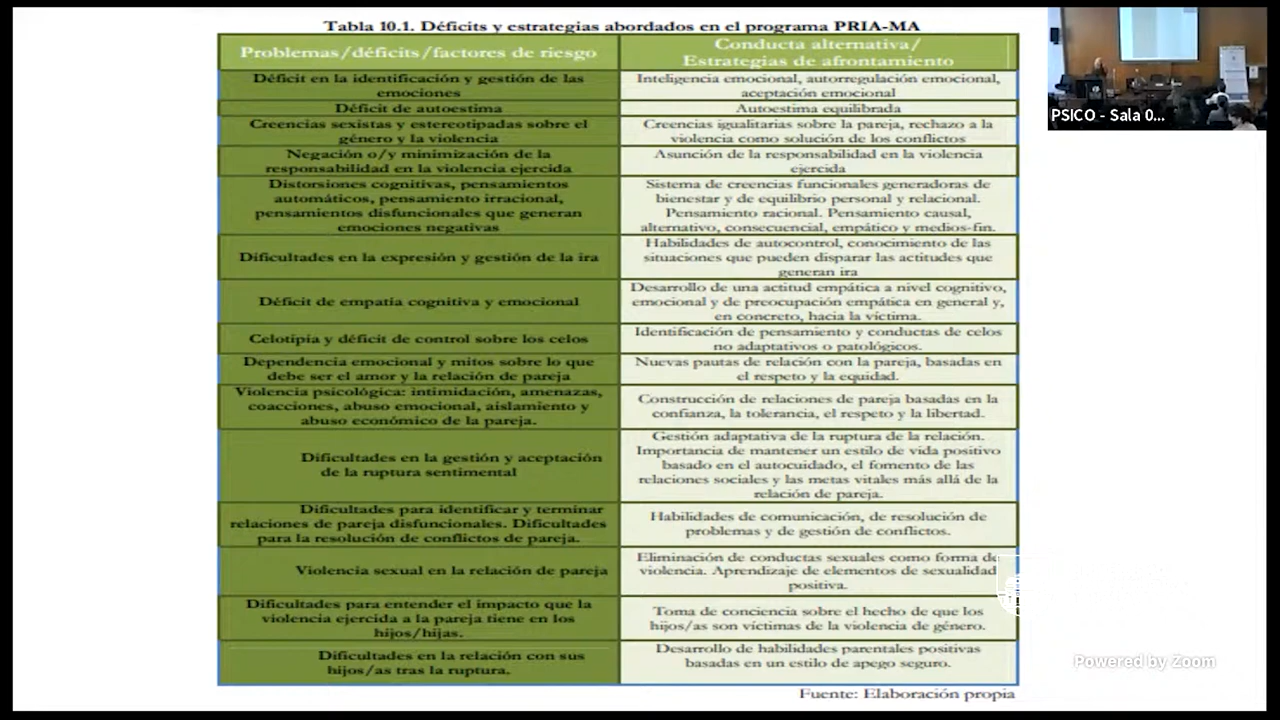 Tabla 10.1. Déficits y estrategias abordados en el programa PRIA-MA
Problemas/déficits/factores de riesgo
Conducta alternativa/
Estrategias de afrontamiento
Déficit en la identificación y gestión de las
emociones
Inteligencia emocional, autorregulación emocional,
aceptación emocional
Déficit de autoestima
Autoestima equilibrada
Creencias sexistas y estereotipadas sobre el
género y la violencia
Creencias igualitarias sobre la pareja, rechazo a la
violencia como solución de los conflictos
Negación o/y minimización de la
responsabilidad en la violencia ejercida
Asunción de la responsabilidad en la violencia
ejercida
Distorsiones cognitivas, pensamientos
automáticos, pensamiento irracional,
pensamientos disfuncionales que generan
emociones negativas
Sistema de creencias funcionales generadoras de
bienestar y de equilibrio personal y relacional.
Pensamiento racional. Pensamiento causal,
alternativo, consecuencial, empático y medios-fin.
Dificultades en la expresión y gestión de la ira
Habilidades de autocontrol, conocimiento de las
situaciones que pueden disparar las actitudes que
generan ira
Déficit de empatía cognitiva y emocional
Desarrollo de una actitud empática a nivel cognitivo,
emocional y de preocupación empática en general y,
en concreto, hacia la víctima.
Celotipia y déficit de control sobre los celos
Identificación de pensamiento y conductas de celos
no adaptativos o patológicos.
Dependencia emocional y mitos sobre lo que
debe ser el amor y la relación de pareja
Nuevas pautas de relación con la pareja, basadas en
el respeto y la equidad.
Violencia psicológica: intimidación, amenazas,
coacciones, abuso emocional, aislamiento y
abuso económico de la pareja.
Construcción de relaciones de pareja basadas en la
confianza, la tolerancia, el respeto y la libertad.
Dificultades en la gestión y aceptación
de la ruptura sentimental
Gestión adaptativa de la ruptura de la relación.
Importancia de mantener un estilo de vida positivo
basado en el autocuidado, el fomento de las
relaciones sociales y las metas vitales más allá de la
relación de pareja.
Dificultades para identificar y terminar
relaciones de pareja disfuncionales. Dificultades
para la resolución de conflictos de pareja.
Habilidades de comunicación, de resolución de
problemas y de gestión de conflictos.
Violencia sexual en la relación de pareja
Eliminación de conductas sexuales como forma de
violencia. Aprendizaje de elementos de sexualidad
positiva.
Dificultades para entender el impacto que la
violencia ejercida a la pareja tiene en los
hijos/hijas.
Toma de conciencia sobre el hecho de que los
hijos/as son víctimas de la violencia de género.
Dificultades en la relación con sus
hijos/as tras la ruptura.
Desarrollo de habilidades parentales positivas
basadas en un estilo de apego seguro.
Fuente: Elaboración propia
PSICO - Sala 0...
Powered by Zoom